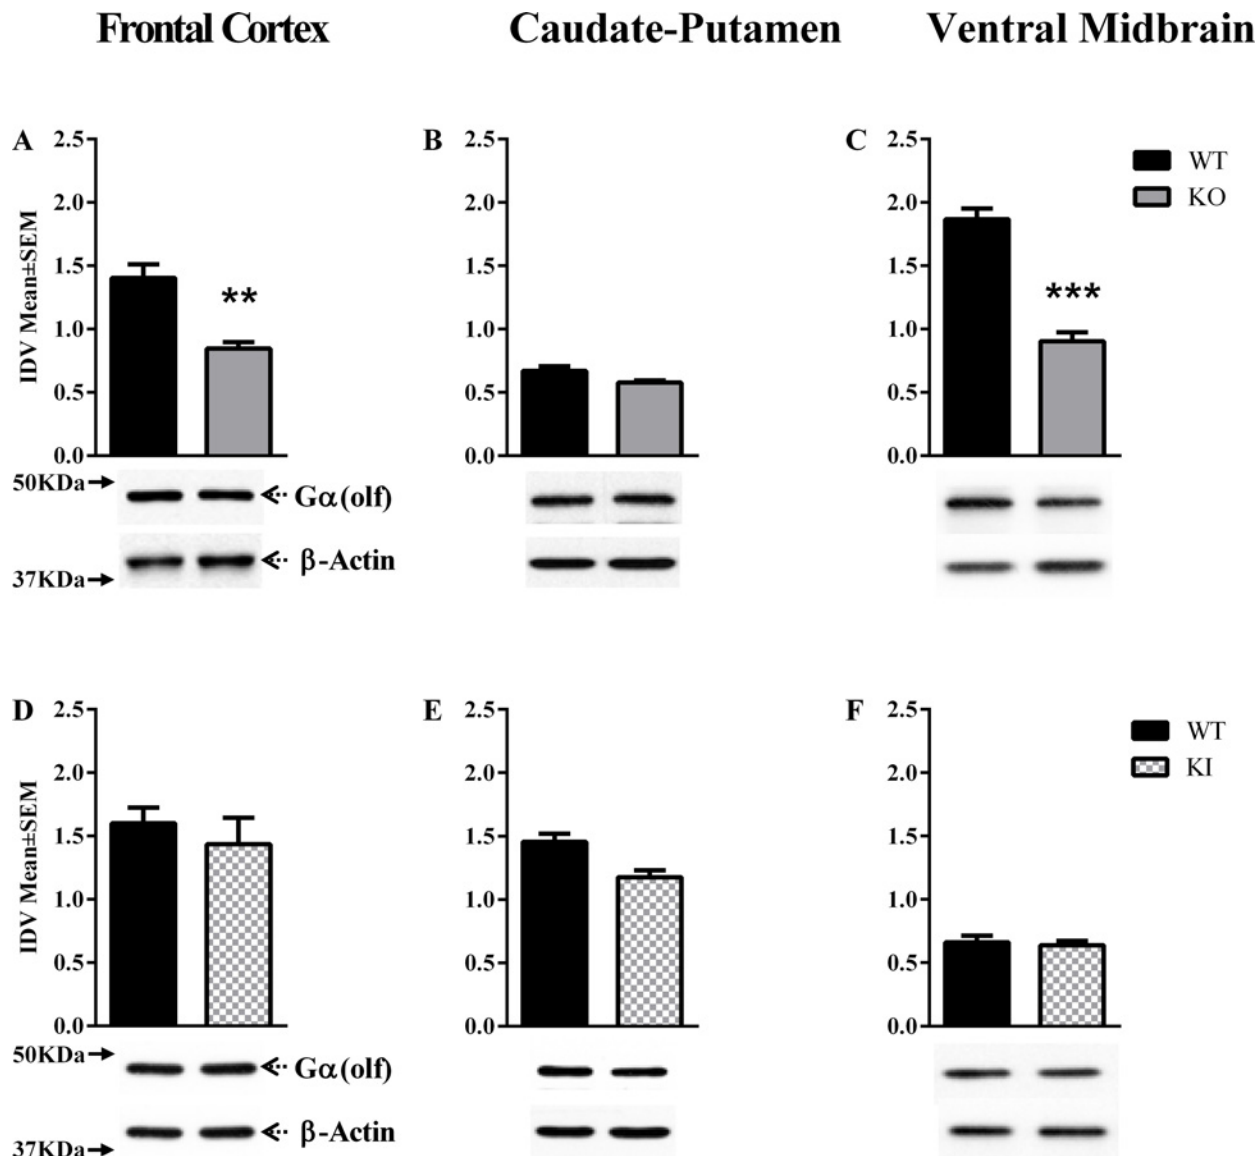 Frontal Cortex
Caudate-Putamen
Ventral Midbrain
A
2.5
2.0
1.5
1.0
0.5
0.0
IDV Mean±SEM
**
B
2.5
2.0
1.5
1.0
0.5
0.0
C
2.5
2.0
1.5
1.0
0.5
0.0
***
WT
KO
50KDa
Gα(olf)
β-Actin
37KDa
D
2.5
2.0
1.5
1.0
0.5
0.0
IDV Mean±SEM
E
2.5
2.0
1.5
1.0
0.5
0.0
F
2.5
2.0
1.5
1.0
0.5
0.0
WT
KI
50KDa
Gα(olf)
β-Actin
37KDa